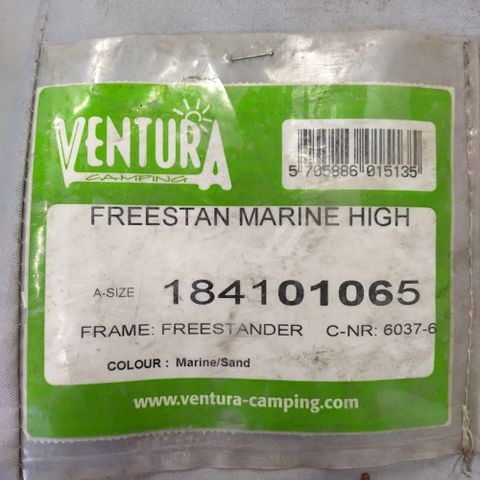 VENTURA
CAMPING
5 705886 015135
FREESTAN MARINE HIGH
A-SIZE 184101065
FRAME: FREESTANDER C-NR: 6037-6
COLOUR : Marine/Sand
www.ventura-camping.com